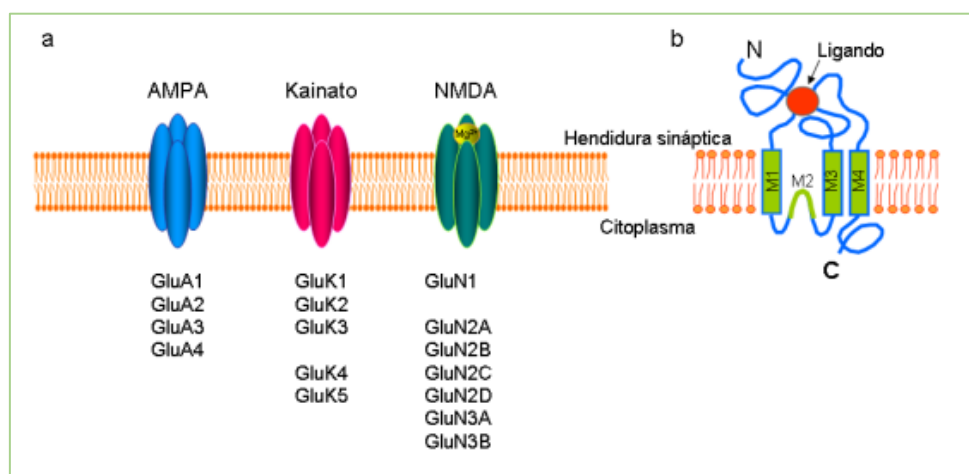 a
AMPA
Kainato
NMDA
Mg²⁺
GluA1
GluA2
GluA3
GluA4
GluK1
GluK2
GluK3
GluK4
GluK5
GluN1
GluN2A
GluN2B
GluN2C
GluN2D
GluN3A
GluN3B
b
N
Ligando
Hendidura sináptica
M1
M2
M3
M4
Citoplasma
C